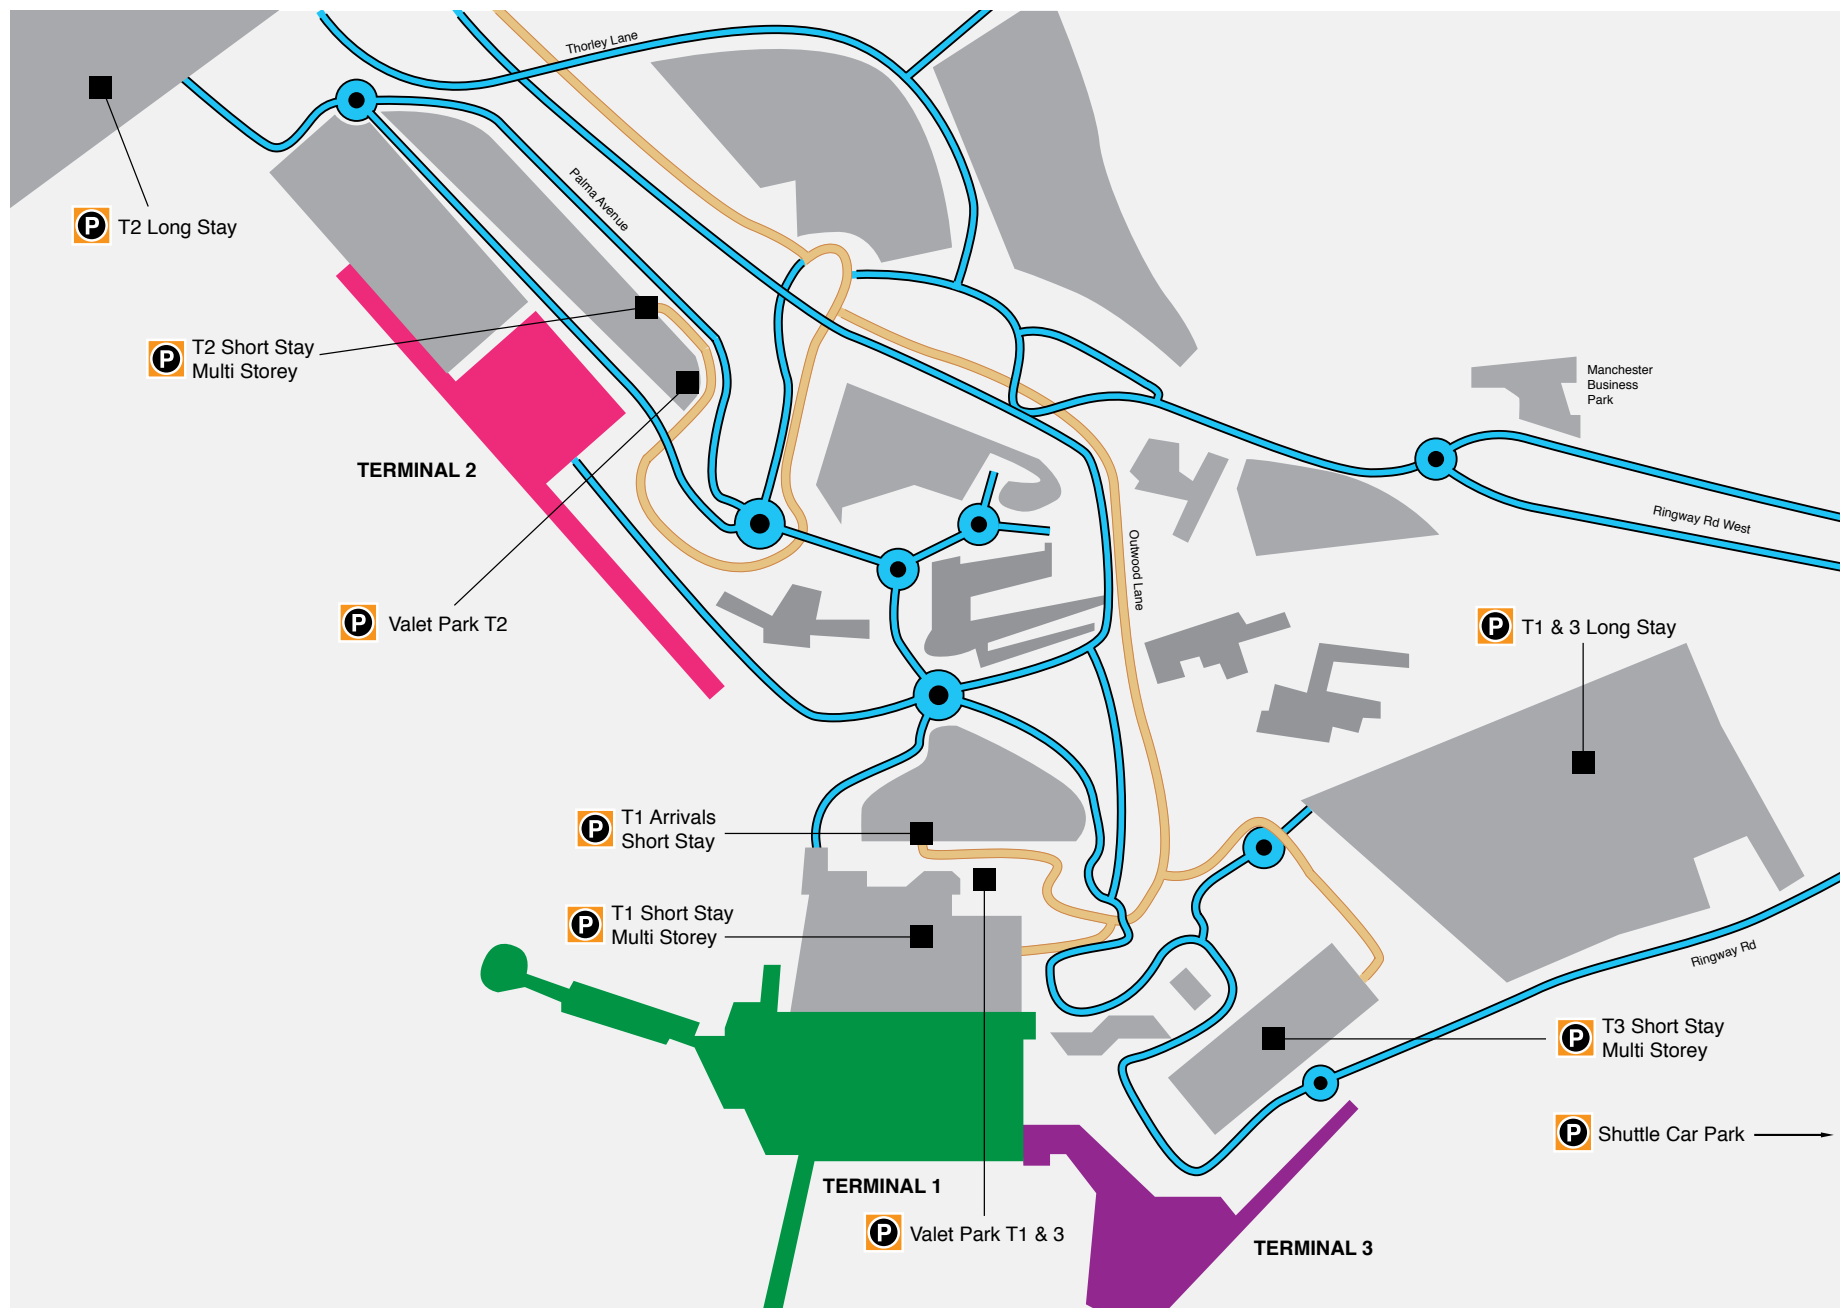 Thorley Lane
Palma Avenue
P
T2 Long Stay
P
T2 Short Stay
Multi Storey
Manchester
Business
Park
TERMINAL 2
Ringway Rd West
Outwood Lane
P
Valet Park T2
P
T1 & 3 Long Stay
P
T1 Arrivals
Short Stay
P
T1 Short Stay
Multi Storey
Ringway Rd
P
T3 Short Stay
Multi Storey
P
Shuttle Car Park
TERMINAL 1
P
Valet Park T1 & 3
TERMINAL 3